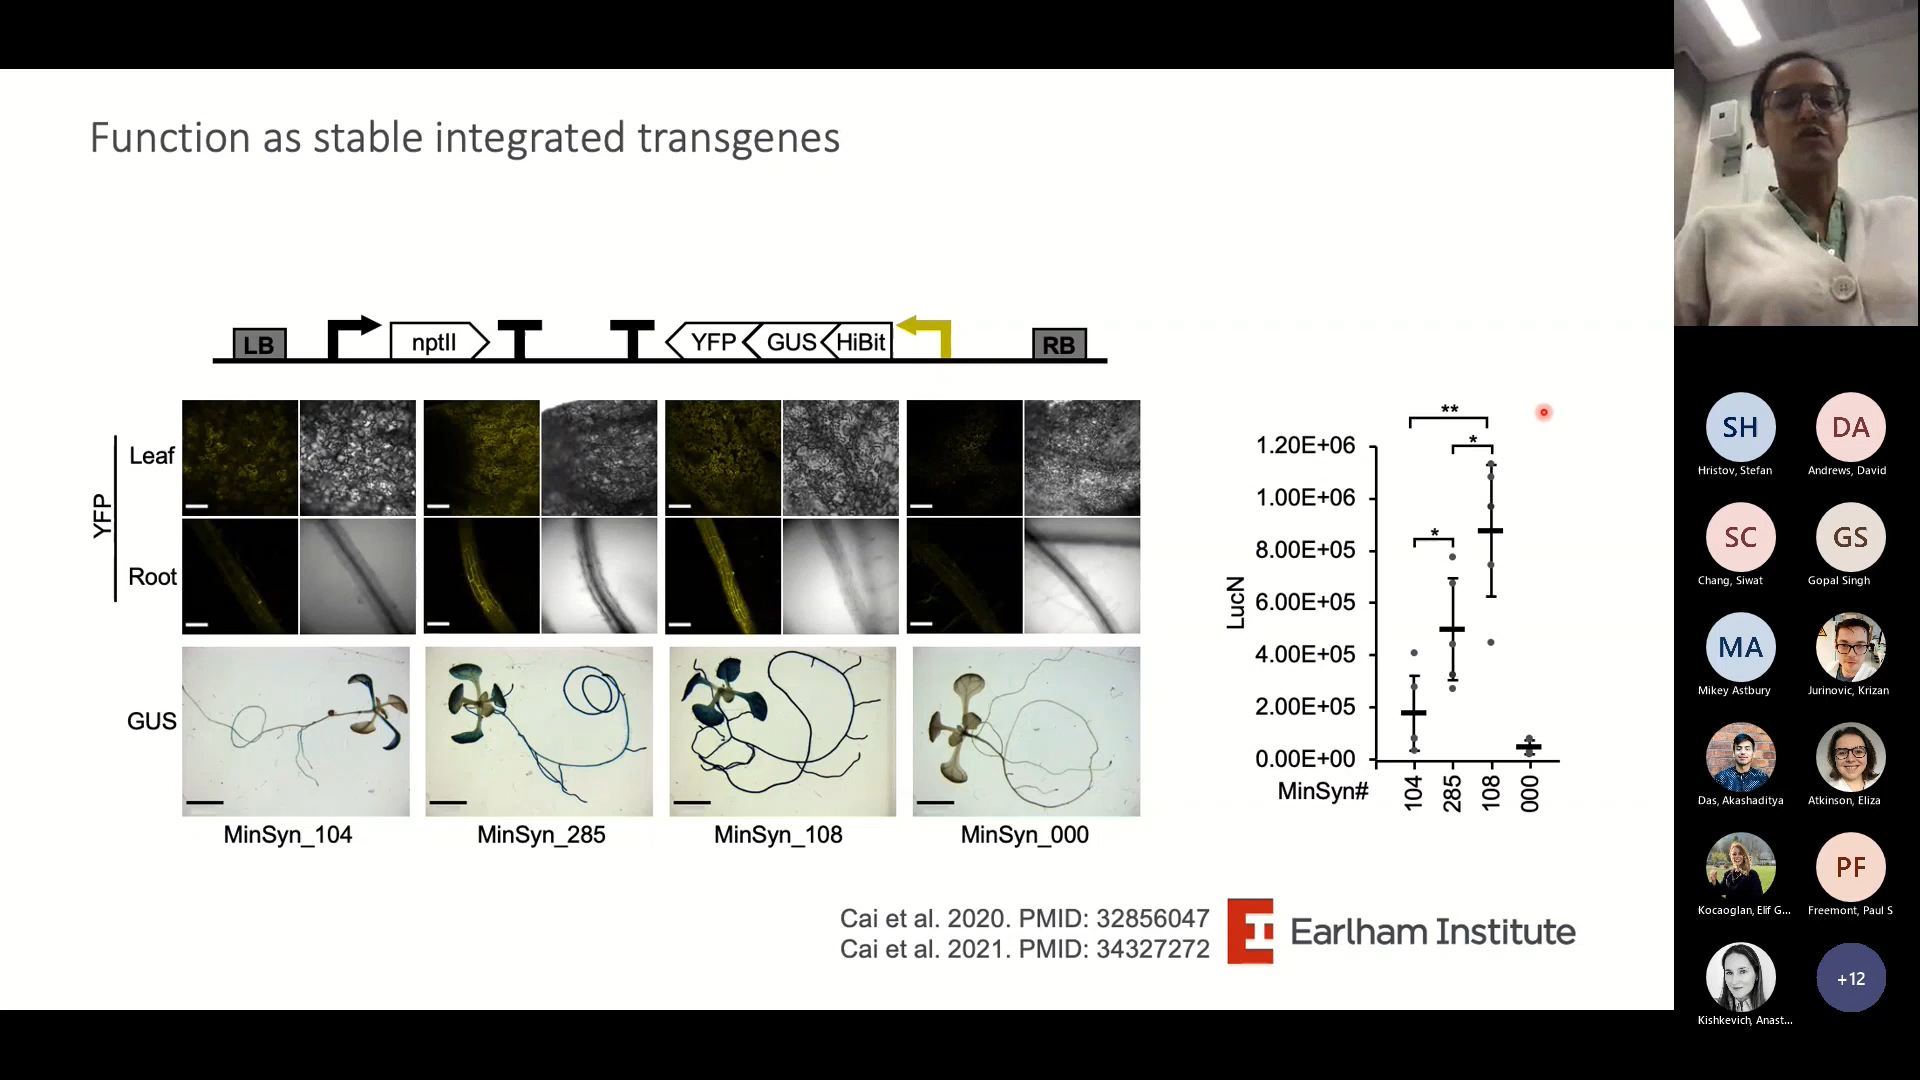 Function as stable integrated transgenes
LB
nptII
YFP
GUS
HiBit
RB
YFP
Leaf
Root
GUS
MinSyn_104
MinSyn_285
MinSyn_108
MinSyn_000
**
*
*
1.20E+06
1.00E+06
8.00E+05
6.00E+05
4.00E+05
2.00E+05
0.00E+00
LucN
MinSyn#
104
285
108
000
Cai et al. 2020. PMID: 32856047
Cai et al. 2021. PMID: 34327272
Earlham Institute
SH
DA
Hristov, Stefan
Andrews, David
SC
GS
Chang, Siwat
Gopal Singh
MA
Mikey Astbury
Jurinovic, Krizan
Das, Akashaditya
Atkinson, Eliza
PF
Kocaoglan, Elif G...
Freemont, Paul S
+12
Kishkevich, Anast...